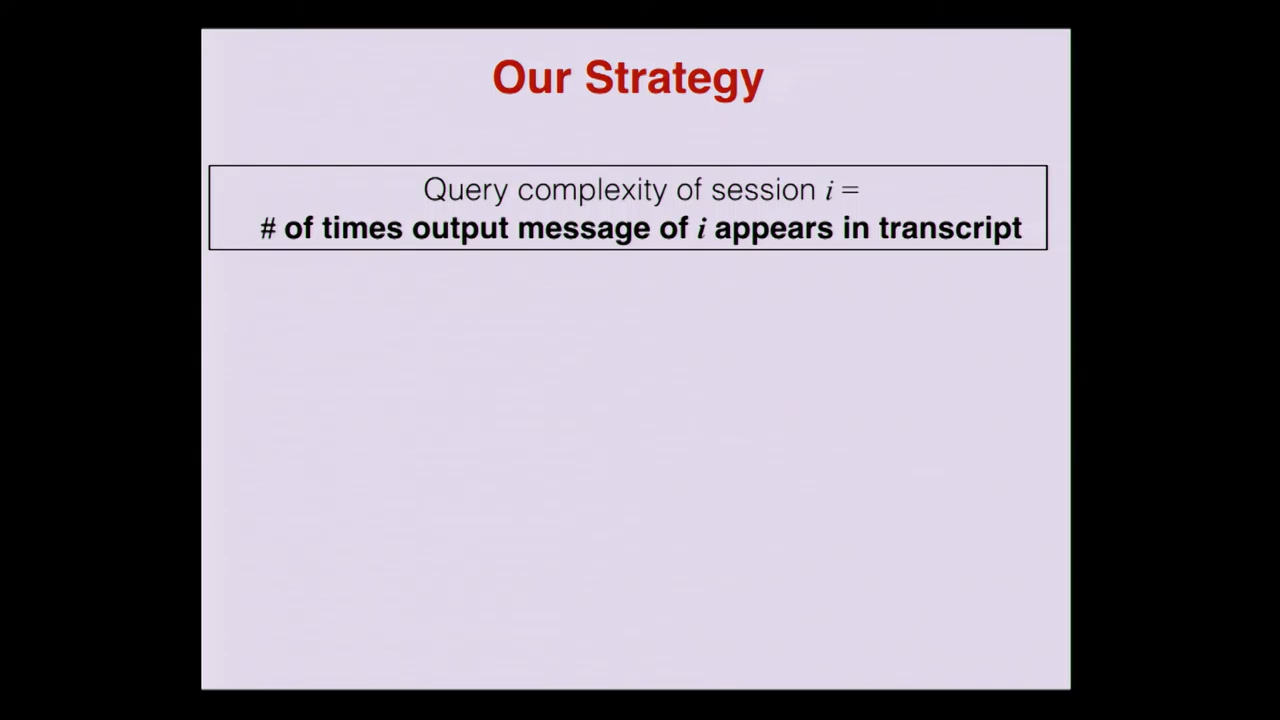 Our Strategy
Query complexity of session i =
# of times output message of i appears in transcript